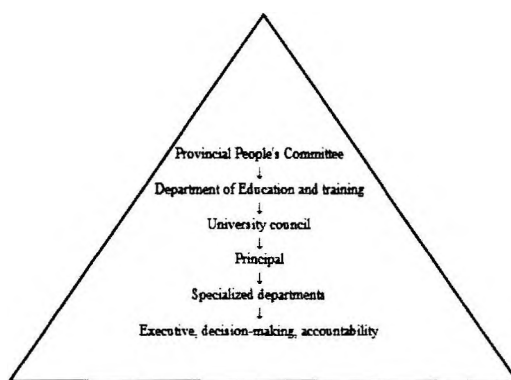 Provincial People's Committee
↓
Department of Education and training
↓
University council
↓
Principal
↓
Specialized departments
↓
Executive, decision-making, accountability